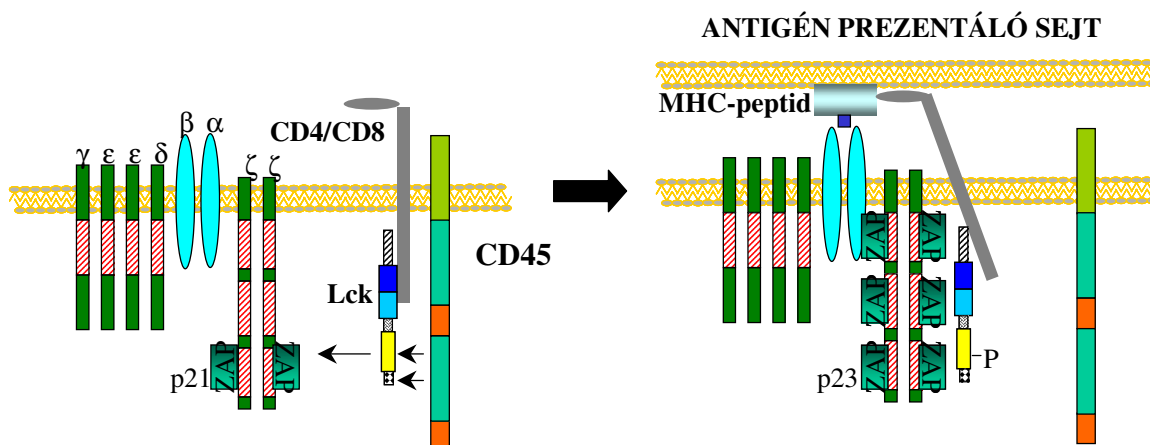 ANTIGÉN PREZENTÁLÓ SEJT
MHC-peptid
β α
CD4/CD8
γ ε ε δ
ζ ζ
CD45
Lck
ZAP ZAP
ZAP ZAP
ZAP ZAP
p21 ZAP ZAP
p23
-P